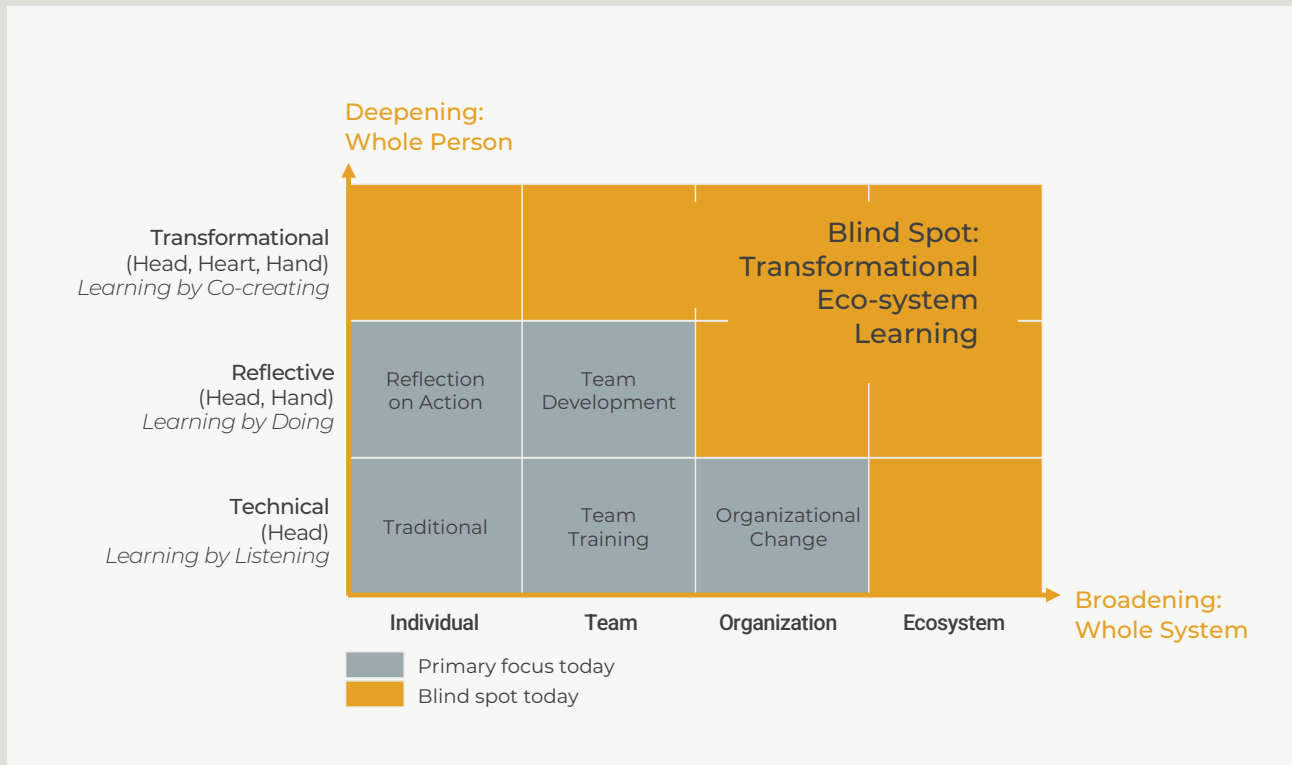 Deepening:
Whole Person
Transformational
(Head, Heart, Hand)
Learning by Co-creating
Blind Spot:
Transformational
Eco-system
Learning
Reflective
(Head, Hand)
Learning by Doing
Reflection
on Action
Team
Development
Technical
(Head)
Learning by Listening
Traditional
Team
Training
Organizational
Change
Individual
Team
Organization
Ecosystem
Broadening:
Whole System
Primary focus today
Blind spot today